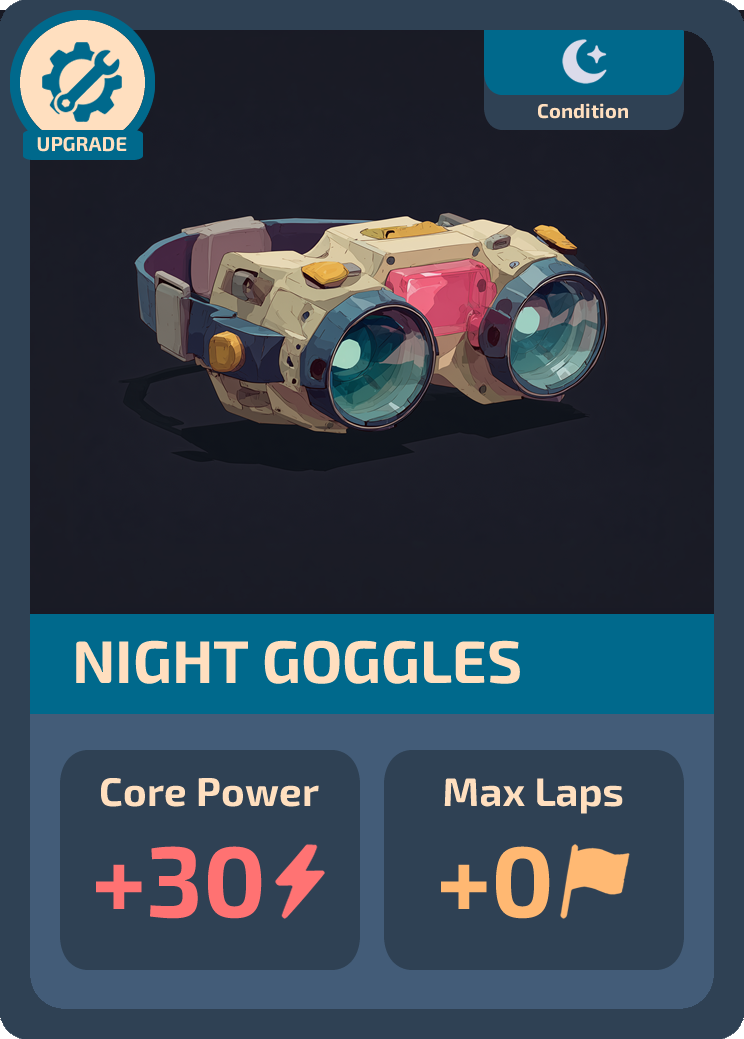 UPGRADE
Condition
NIGHT GOGGLES
Core Power
Max Laps
+30
+0